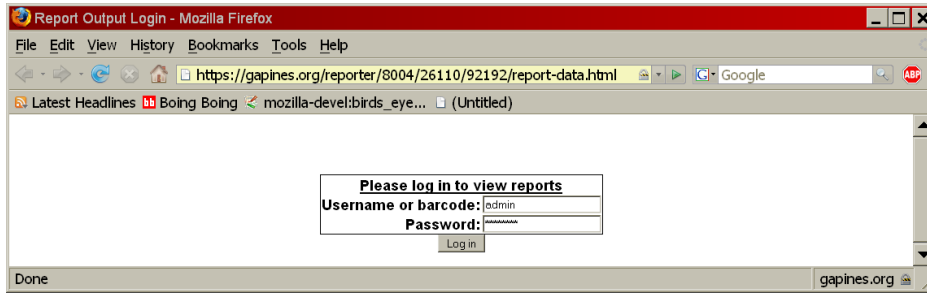 Report Output Login - Mozilla Firefox
File Edit View History Bookmarks Tools Help
https://gapines.org/reporter/8004/26110/92192/report-data.html G Google ABP
Latest Headlines bb Boing Boing mozilla-devel:birds_eye... (Untitled)
Please log in to view reports
Username or barcode: admin
Password: ********
Log in
Done gapines.org